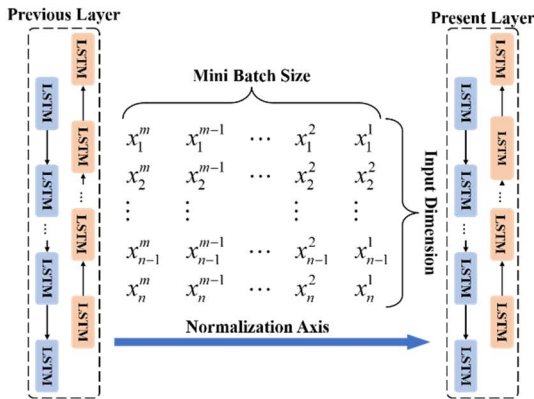 Previous Layer
LSTM
LSTM
...
LSTM
LSTM
LSTM
LSTM
...
LSTM
LSTM
Mini Batch Size
x_1^m x_1^{m-1} ⋯ x_1^2 x_1^1
x_2^m x_2^{m-1} ⋯ x_2^2 x_2^2
⋮ ⋮ ⋮ ⋮
x_{n-1}^m x_{n-1}^{m-1} ⋯ x_{n-1}^2 x_{n-1}^1
x_n^m x_n^{m-1} ⋯ x_n^2 x_n^1
Input Dimension
Normalization Axis
Present Layer
LSTM
LSTM
...
LSTM
LSTM
LSTM
LSTM
...
LSTM
LSTM